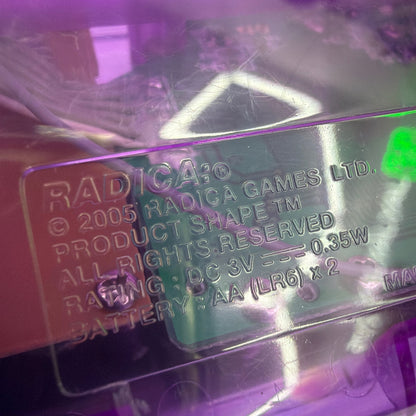 RADICA:®
© 2005 RADICA GAMES LTD.
PRODUCT SHAPE TM
ALL RIGHTS RESERVED
RATING : DC 3V ⎓ 0.35W
BATTERY : AA (LR6) x 2
MA